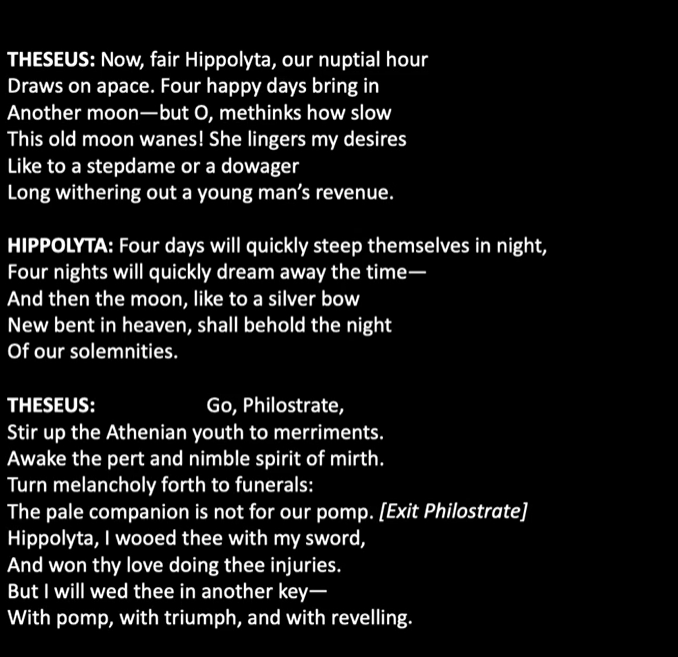 THESEUS: Now, fair Hippolyta, our nuptial hour
Draws on apace. Four happy days bring in
Another moon—but O, methinks how slow
This old moon wanes! She lingers my desires
Like to a stepdame or a dowager
Long withering out a young man’s revenue.
HIPPOLYTA: Four days will quickly steep themselves in night,
Four nights will quickly dream away the time—
And then the moon, like to a silver bow
New bent in heaven, shall behold the night
Of our solemnities.
THESEUS: Go, Philostrate,
Stir up the Athenian youth to merriments.
Awake the pert and nimble spirit of mirth.
Turn melancholy forth to funerals:
The pale companion is not for our pomp. [Exit Philostrate]
Hippolyta, I wooed thee with my sword,
And won thy love doing thee injuries.
But I will wed thee in another key—
With pomp, with triumph, and with revelling.